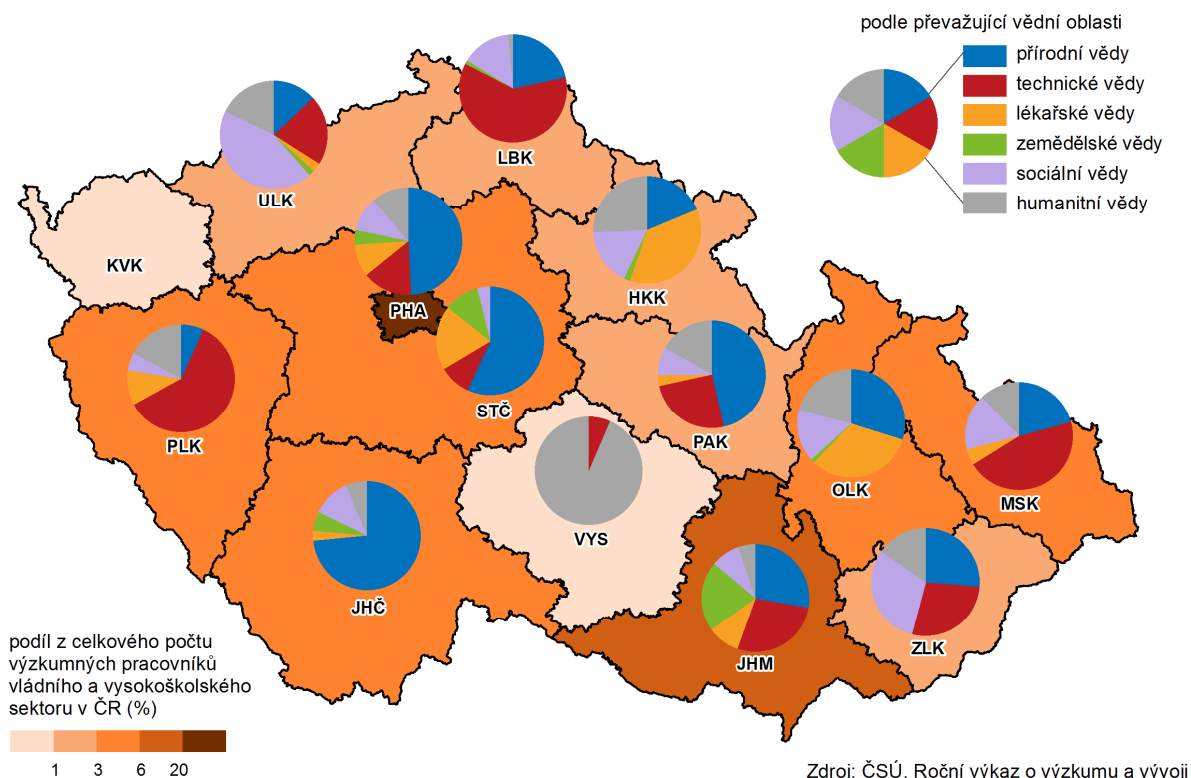 podle převažující vědní oblasti
přírodní vědy
technické vědy
lékařské vědy
zemědělské vědy
sociální vědy
humanitní vědy
LBK
ULK
KVK
HKK
PHA
STČ
PLK
PAK
OLK
MSK
VYS
JHČ
ZLK
JHM
podíl z celkového počtu
výzkumných pracovníků
vládního a vysokoškolského
sektoru v ČR (%)
1 3 6 20
Zdroj: ČSÚ, Roční výkaz o výzkumu a vývoji